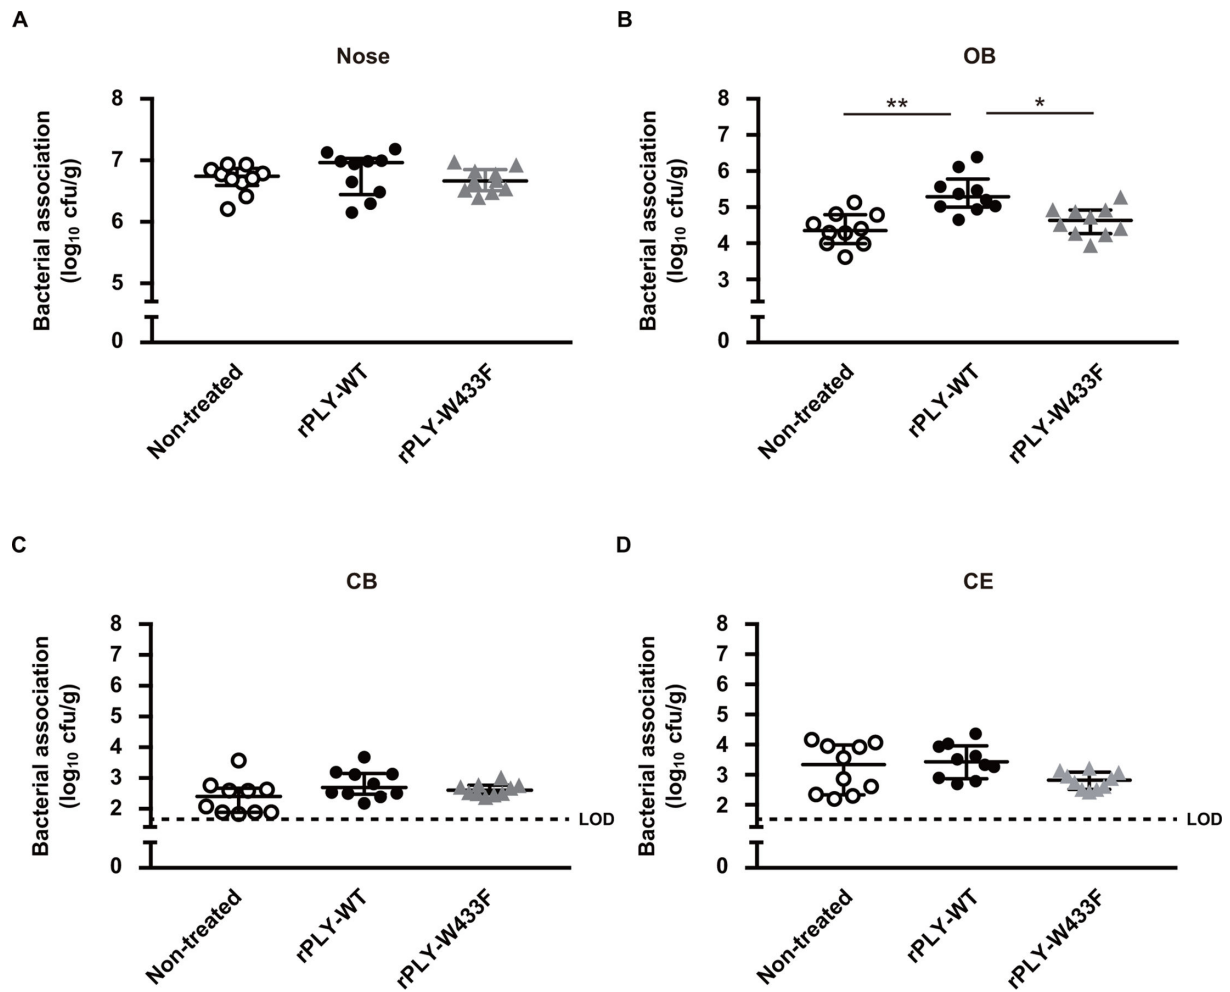 A
Nose
Bacterial association
(log10 cfu/g)
8
7
6
5
0
Non-treated
rPLY-WT
rPLY-W433F
B
OB
Bacterial association
(log10 cfu/g)
8
7
6
5
4
3
0
**
*
Non-treated
rPLY-WT
rPLY-W433F
C
CB
Bacterial association
(log10 cfu/g)
8
7
6
5
4
3
2
0
LOD
Non-treated
rPLY-WT
rPLY-W433F
D
CE
Bacterial association
(log10 cfu/g)
8
7
6
5
4
3
2
0
LOD
Non-treated
rPLY-WT
rPLY-W433F